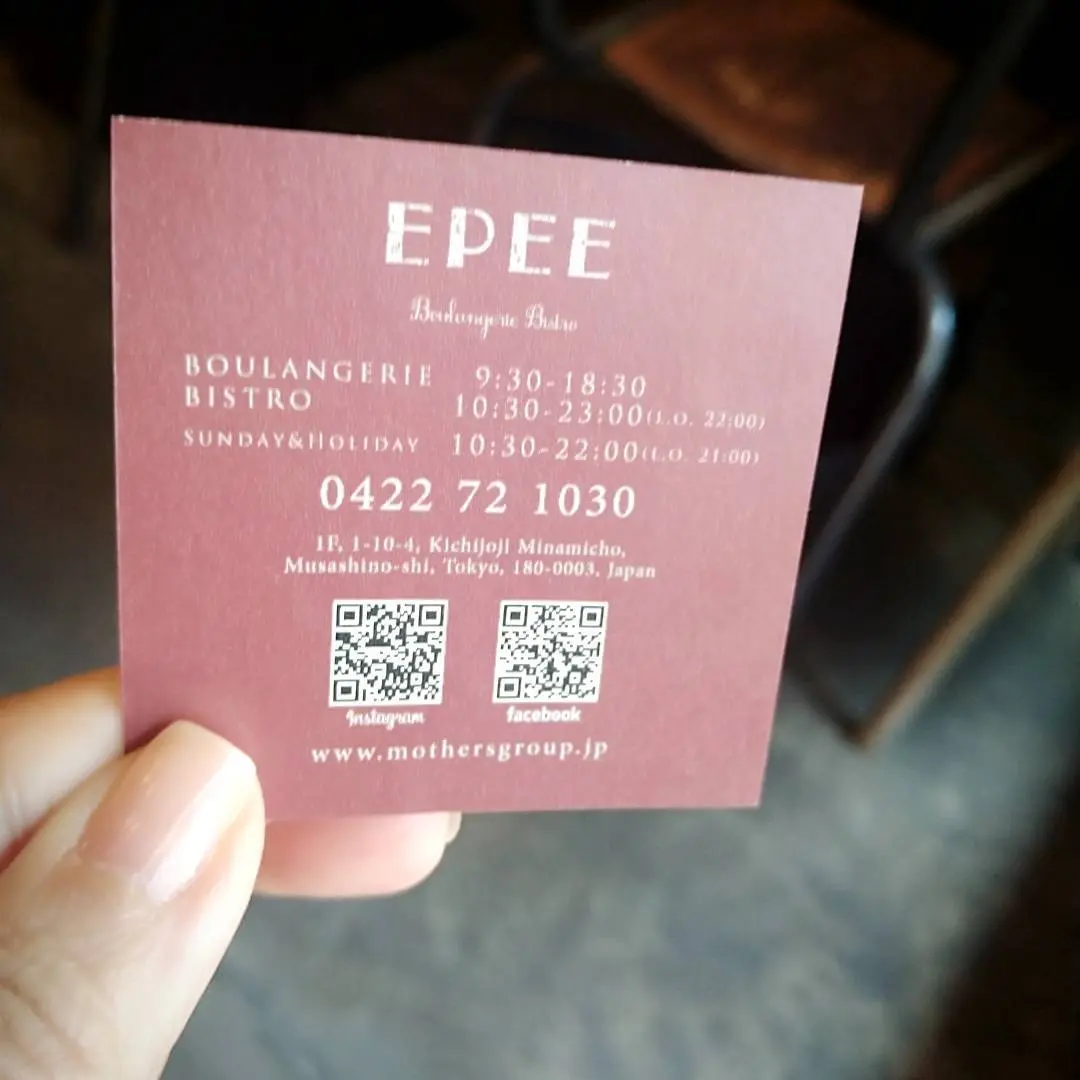 EPEE
Boulangerie Bistro
BOULANGERIE 9:30-18:30
BISTRO 10:30-23:00(L.O. 22:00)
SUNDAY&HOLIDAY 10:30-22:00(L.O. 21:00)
0422 72 1030
1F, 1-10-4, Kichijoji Minamicho,
Musashino-shi, Tokyo, 180-0003, Japan
Instagram facebook
www.mothersgroup.jp